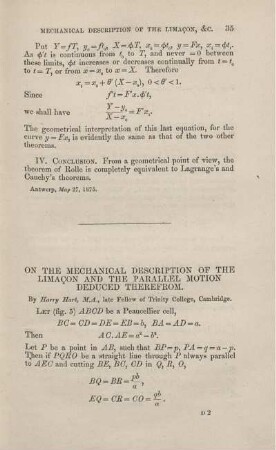 MECHANICAL DESCRIPTION OF THE LIMAÇON, &C. 35
Put Y=fT, y₀=ft₀, X=ϕT, x₀=ϕt₀, y=Fx, x₁=ϕt₁.
As ϕ't is continuous from t₀ to T, and never =0 between
these limits, ϕt increases or decreases continually from t=t₀
to t=T, or from x=x₀ to x=X. Therefore
x₁=x₀+θ'(X−x₀), 0<θ'<1.
Since f't=F'x.ϕ't,
we shall have (Y−y₀)/(X−x₀)=F'x₁.
The geometrical interpretation of this last equation, for the
curve y=Fx, is evidently the same as that of the two other
theorems.
IV. CONCLUSION. From a geometrical point of view, the
theorem of Rolle is completely equivalent to Lagrange's and
Cauchy's theorems.
Antwerp, May 27, 1875.
ON THE MECHANICAL DESCRIPTION OF THE
LIMAÇON AND THE PARALLEL MOTION
DEDUCED THEREFROM.
By Harry Hart, M.A., late Fellow of Trinity College, Cambridge.
LET (fig. 5) ABCD be a Peaucellier cell,
BC=CD=DE=EB=b, BA=AD=a.
Then AC.AE=a²−b².
Let P be a point in AB, such that BP=p, PA=q=a−p.
Then if PQRO be a straight line through P always parallel
to AEC and cutting BE, BC, CD in Q, R, O,
BQ=BR=pb/a,
EQ=CR=CO=qb/a.
D 2